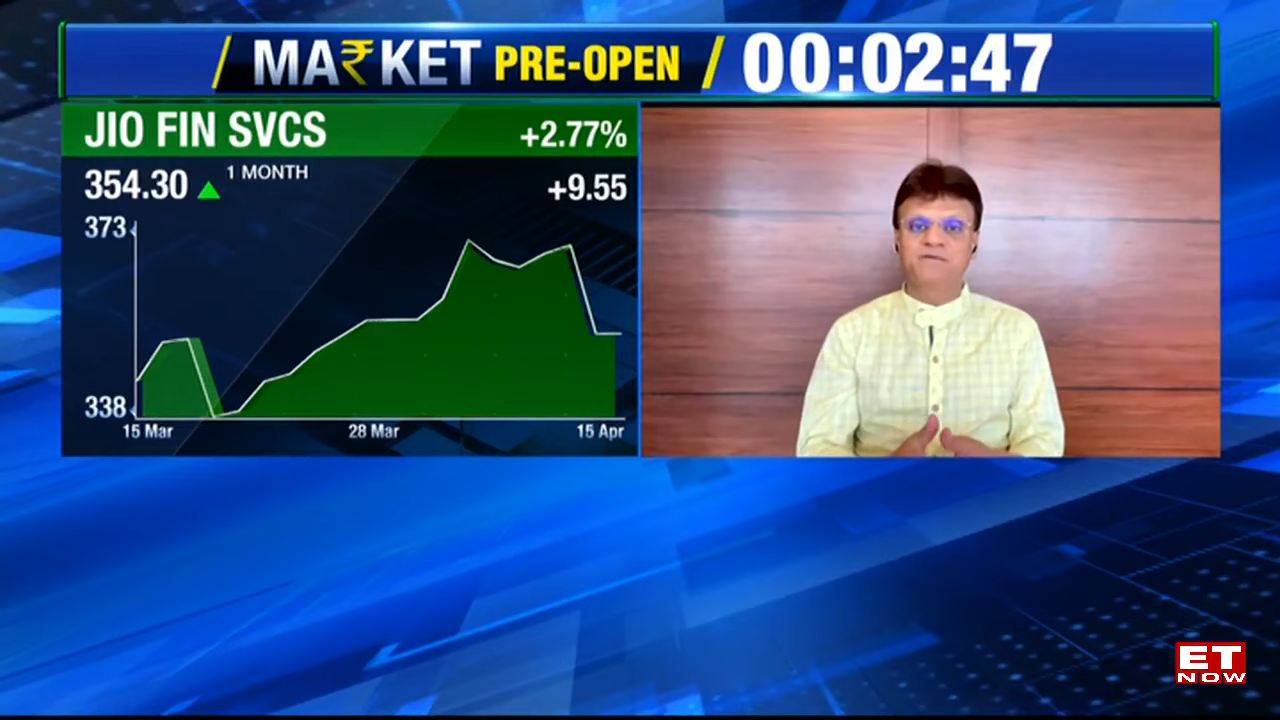 MA₹KET PRE-OPEN 00:02:47
JIO FIN SVCS +2.77%
354.30 1 MONTH +9.55
373
338
15 Mar 28 Mar 15 Apr
ET
NOW